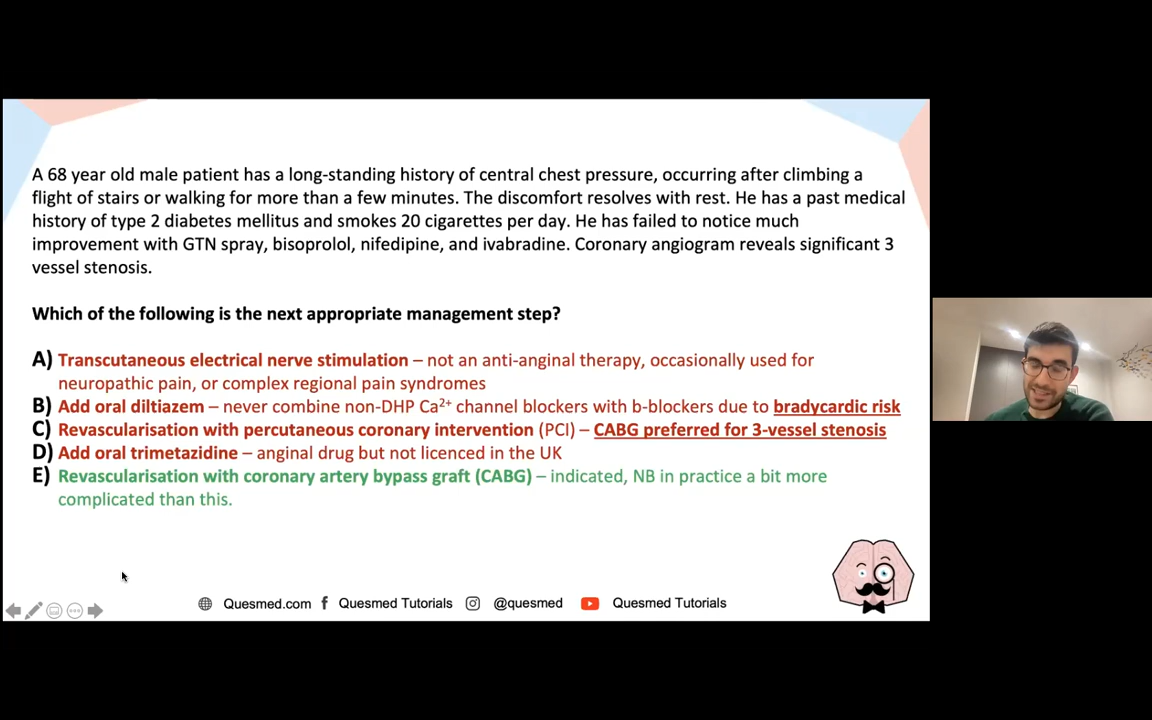 A 68 year old male patient has a long-standing history of central chest pressure, occurring after climbing a
flight of stairs or walking for more than a few minutes. The discomfort resolves with rest. He has a past medical
history of type 2 diabetes mellitus and smokes 20 cigarettes per day. He has failed to notice much
improvement with GTN spray, bisoprolol, nifedipine, and ivabradine. Coronary angiogram reveals significant 3
vessel stenosis.
Which of the following is the next appropriate management step?
A) Transcutaneous electrical nerve stimulation – not an anti-anginal therapy, occasionally used for
neuropathic pain, or complex regional pain syndromes
B) Add oral diltiazem – never combine non-DHP Ca²⁺ channel blockers with b-blockers due to bradycardic risk
C) Revascularisation with percutaneous coronary intervention (PCI) – CABG preferred for 3-vessel stenosis
D) Add oral trimetazidine – anginal drug but not licenced in the UK
E) Revascularisation with coronary artery bypass graft (CABG) – indicated, NB in practice a bit more
complicated than this.
Quesmed.com f Quesmed Tutorials @quesmed Quesmed Tutorials